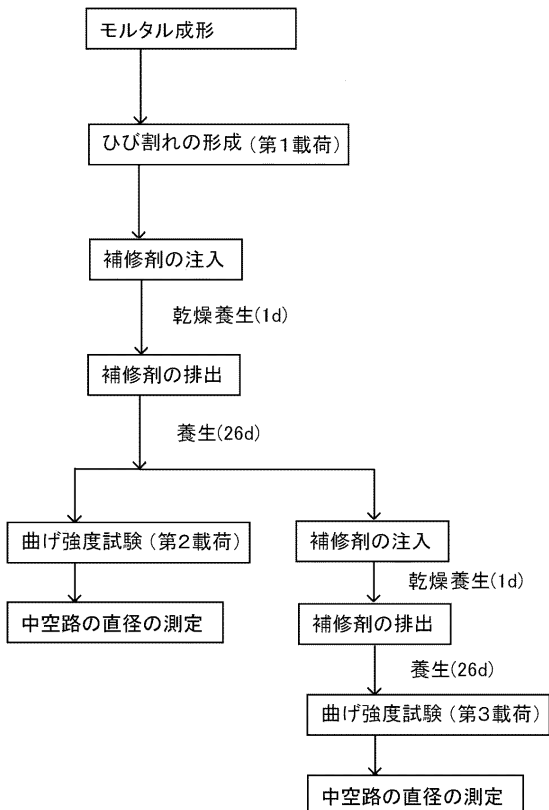 モルタル成形
ひび割れの形成(第1載荷)
補修剤の注入
乾燥養生(1d)
補修剤の排出
養生(26d)
曲げ強度試験(第2載荷)
中空路の直径の測定
補修剤の注入
乾燥養生(1d)
補修剤の排出
養生(26d)
曲げ強度試験(第3載荷)
中空路の直径の測定